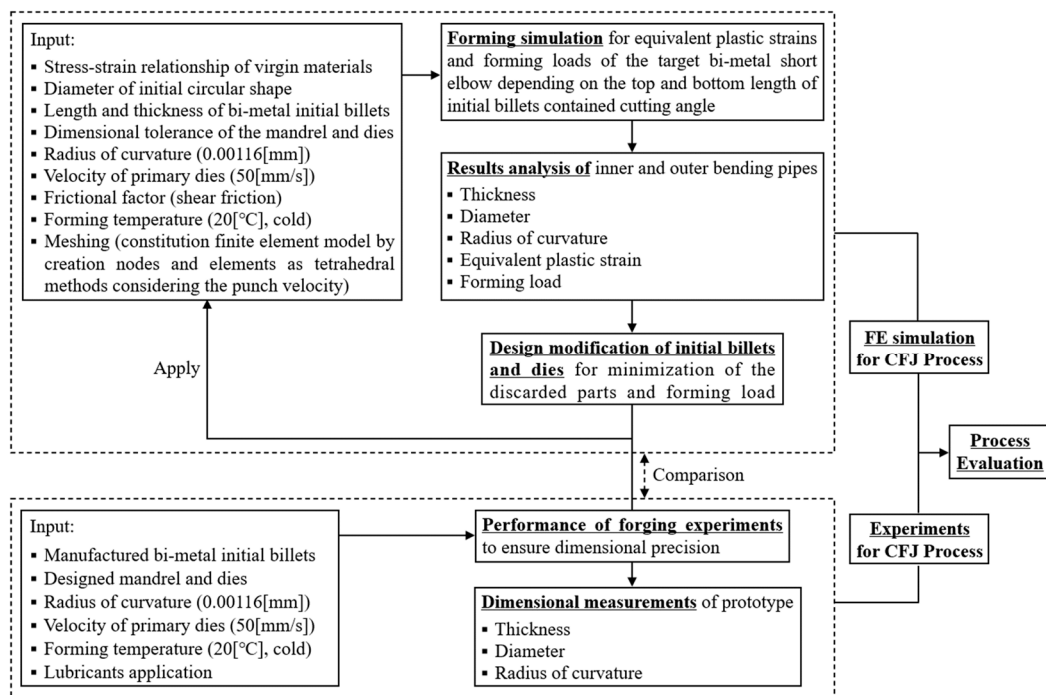 Input:
▪ Stress-strain relationship of virgin materials
▪ Diameter of initial circular shape
▪ Length and thickness of bi-metal initial billets
▪ Dimensional tolerance of the mandrel and dies
▪ Radius of curvature (0.00116[mm])
▪ Velocity of primary dies (50[mm/s])
▪ Frictional factor (shear friction)
▪ Forming temperature (20[℃], cold)
▪ Meshing (constitution finite element model by
creation nodes and elements as tetrahedral
methods considering the punch velocity)
Forming simulation for equivalent plastic strains
and forming loads of the target bi-metal short
elbow depending on the top and bottom length of
initial billets contained cutting angle
Results analysis of inner and outer bending pipes
▪ Thickness
▪ Diameter
▪ Radius of curvature
▪ Equivalent plastic strain
▪ Forming load
Design modification of initial billets
and dies for minimization of the
discarded parts and forming load
Apply
Comparison
Input:
▪ Manufactured bi-metal initial billets
▪ Designed mandrel and dies
▪ Radius of curvature (0.00116[mm])
▪ Velocity of primary dies (50[mm/s])
▪ Forming temperature (20[℃], cold)
▪ Lubricants application
Performance of forging experiments
to ensure dimensional precision
Dimensional measurements of prototype
▪ Thickness
▪ Diameter
▪ Radius of curvature
FE simulation
for CFJ Process
Process
Evaluation
Experiments
for CFJ Process